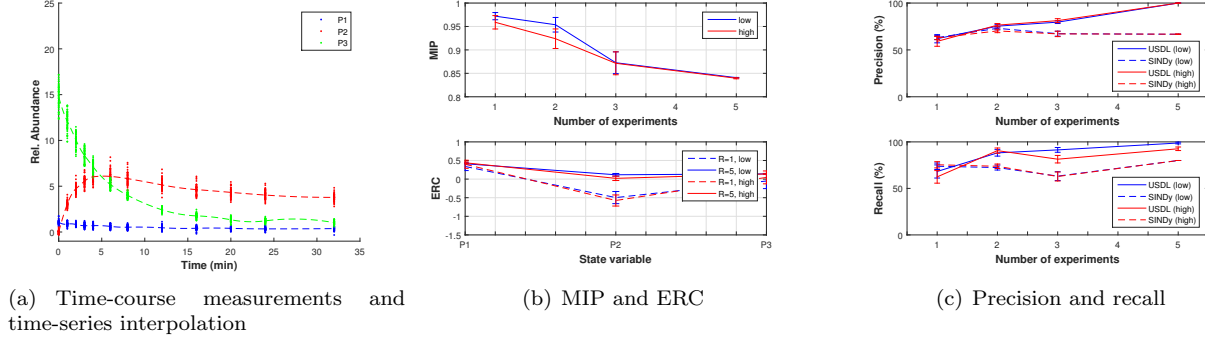 25
20
15
10
5
0
Rel. Abundance
P1
P2
P3
0 5 10 15 20 25 30 35
Time (min)
(a) Time-course measurements and
time-series interpolation
1
0.95
0.9
0.85
0.8
MIP
low
high
1 2 3 4 5
Number of experiments
1
0.5
0
-0.5
-1
-1.5
ERC
R=1, low
R=5, low
R=1, high
R=5, high
P1 P2 P3
State variable
(b) MIP and ERC
100
50
0
Precision (%)
USDL (low)
SINDy (low)
USDL (high)
SINDy (high)
1 2 3 4 5
Number of experiments
100
50
0
Recall (%)
USDL (low)
SINDy (low)
USDL (high)
SINDy (high)
1 2 3 4 5
Number of experiments
(c) Precision and recall